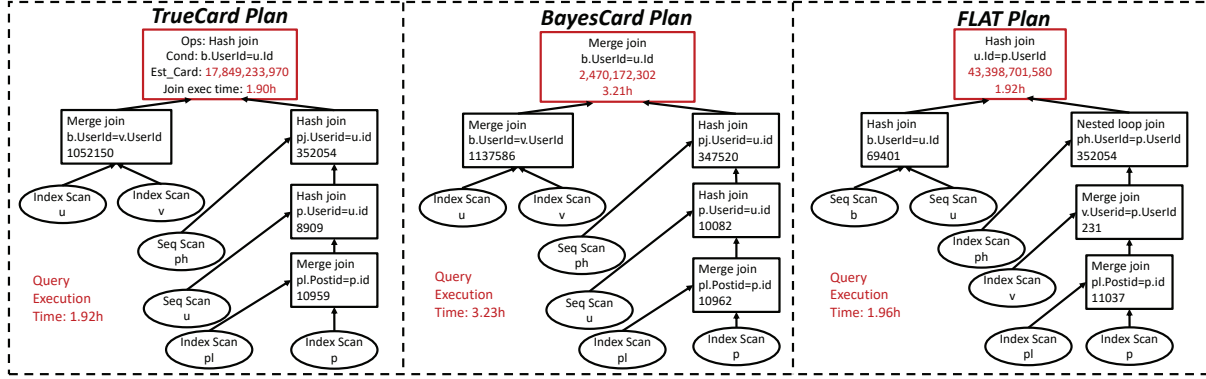 TrueCard Plan
Ops: Hash join
Cond: b.UserId=u.Id
Est_Card: 17,849,233,970
Join exec time: 1.90h
Merge join
b.UserId=v.UserId
1052150
Hash join
pj.Userid=u.id
352054
Index Scan
u
Index Scan
v
Hash join
p.Userid=u.id
8909
Seq Scan
ph
Merge join
pl.Postid=p.id
10959
Seq Scan
u
Index Scan
pl
Index Scan
p
Query
Execution
Time: 1.92h
BayesCard Plan
Merge join
b.UserId=u.Id
2,470,172,302
3.21h
Merge join
b.UserId=v.UserId
1137586
Hash join
pj.Userid=u.id
347520
Index Scan
u
Index Scan
v
Hash join
p.Userid=u.id
10082
Seq Scan
ph
Merge join
pl.Postid=p.id
10962
Seq Scan
u
Index Scan
pl
Index Scan
p
Query
Execution
Time: 3.23h
FLAT Plan
Hash join
u.Id=p.UserId
43,398,701,580
1.92h
Hash join
b.UserId=u.Id
69401
Nested loop join
ph.UserId=p.UserId
352054
Seq Scan
b
Seq Scan
u
Merge join
v.Userid=p.UserId
231
Index Scan
ph
Index Scan
v
Merge join
pl.Postid=p.id
11037
Index Scan
pl
Index Scan
p
Query
Execution
Time: 1.96h